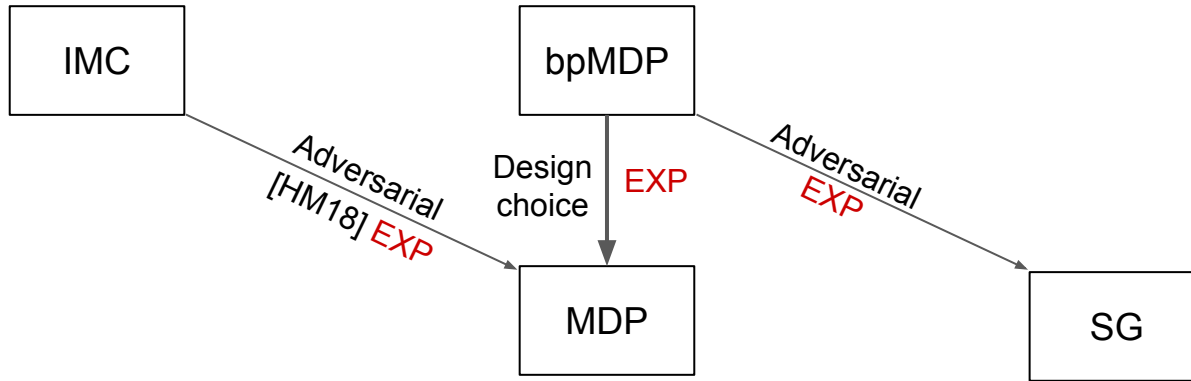 IMC
bpMDP
Adversarial
[HM18] EXP
Design
choice
EXP
Adversarial
EXP
MDP
SG